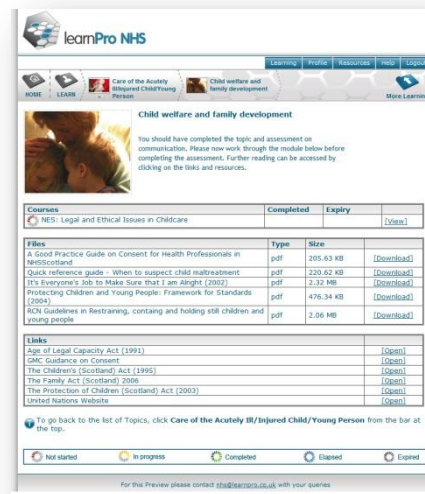 learnPro NHS
Learning Profile Resources Help Logout
HOME
LEARN
Care of the Acutely
Ill/Injured Child/Young
Person
Child welfare and
family development
More Learning
Child welfare and family development
You should have completed the topic and assessment on
communication. Please now work through the module below before
completing the assessment. Further reading can be accessed by
clicking on the links and resources.
Courses Completed Expiry
NES: Legal and Ethical Issues in Childcare [View]
Files Type Size
A Good Practice Guide on Consent for Health Professionals in
NHSScotland pdf 205.63 KB [Download]
Quick reference guide - When to suspect child maltreatment pdf 220.62 KB [Download]
It's Everyone's Job to Make Sure that I am Alright (2002) pdf 2.32 MB [Download]
Protecting Children and Young People: Framework for Standards
(2004) pdf 476.34 KB [Download]
RCN Guidelines in Restraining, containg and holding still children and
young people pdf 2.06 MB [Download]
Links
Age of Legal Capacity Act (1991) [Open]
GMC Guidance on Consent [Open]
The Children's (Scotland) Act (1995) [Open]
The Family Act (Scotland) 2006 [Open]
The Protection of Children (Scotland) Act (2003) [Open]
United Nations Website [Open]
To go back to the list of Topics, click Care of the Acutely Ill/Injured Child/Young Person from the bar at
the top.
Not started In progress Completed Elapsed Expired
For this Preview please contact nhs@learnpro.co.uk with your queries